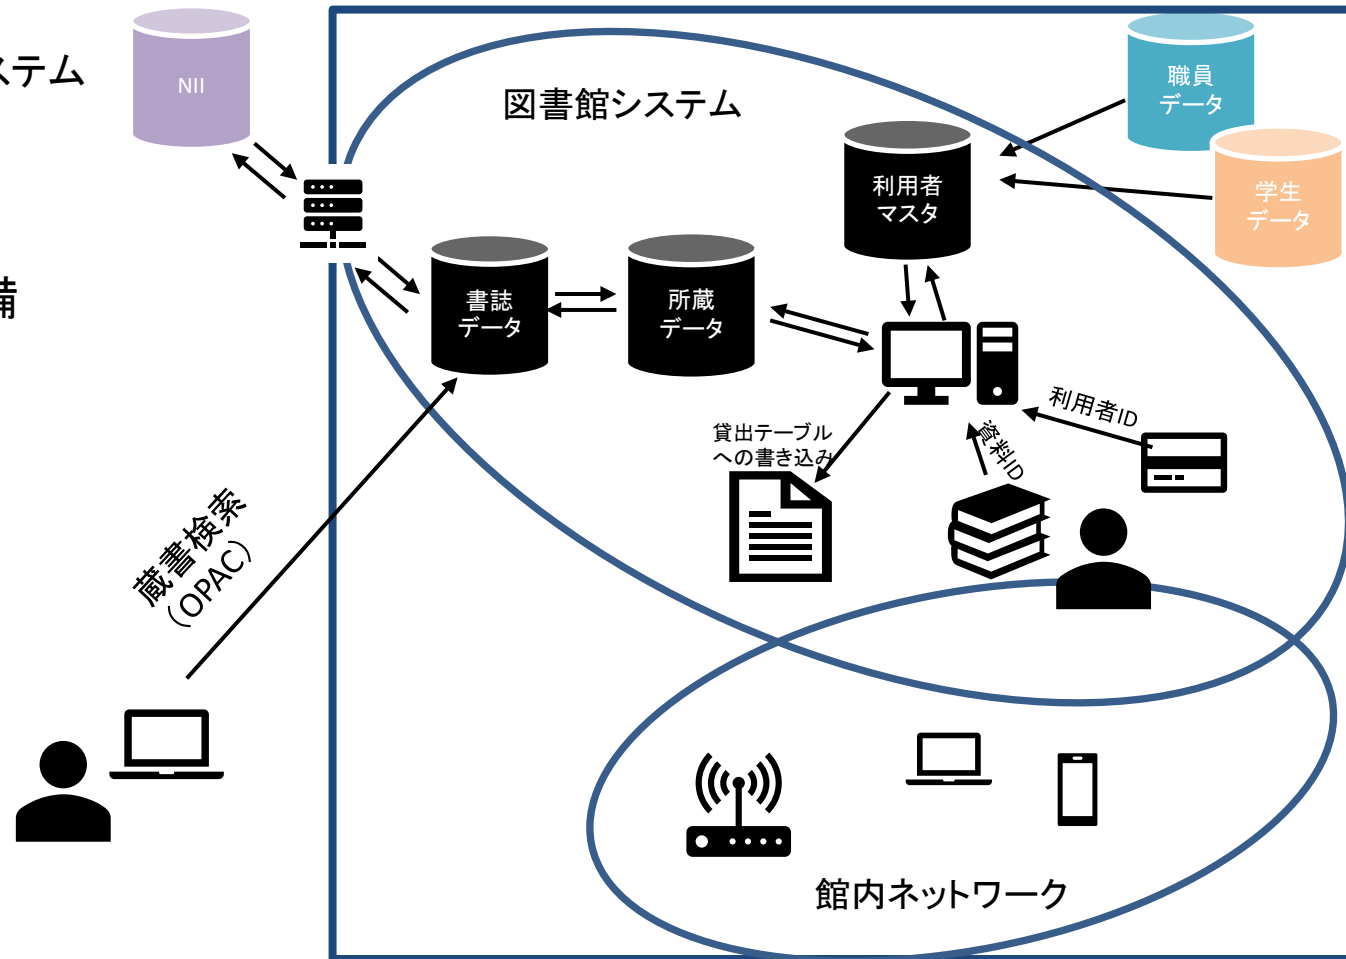 ステム
NII
図書館システム
職員
データ
学生
データ
利用者
マスタ
備
書誌
データ
所蔵
データ
利用者ID
資料ID
貸出テーブル
への書き込み
蔵書検索
（OPAC）
館内ネットワーク